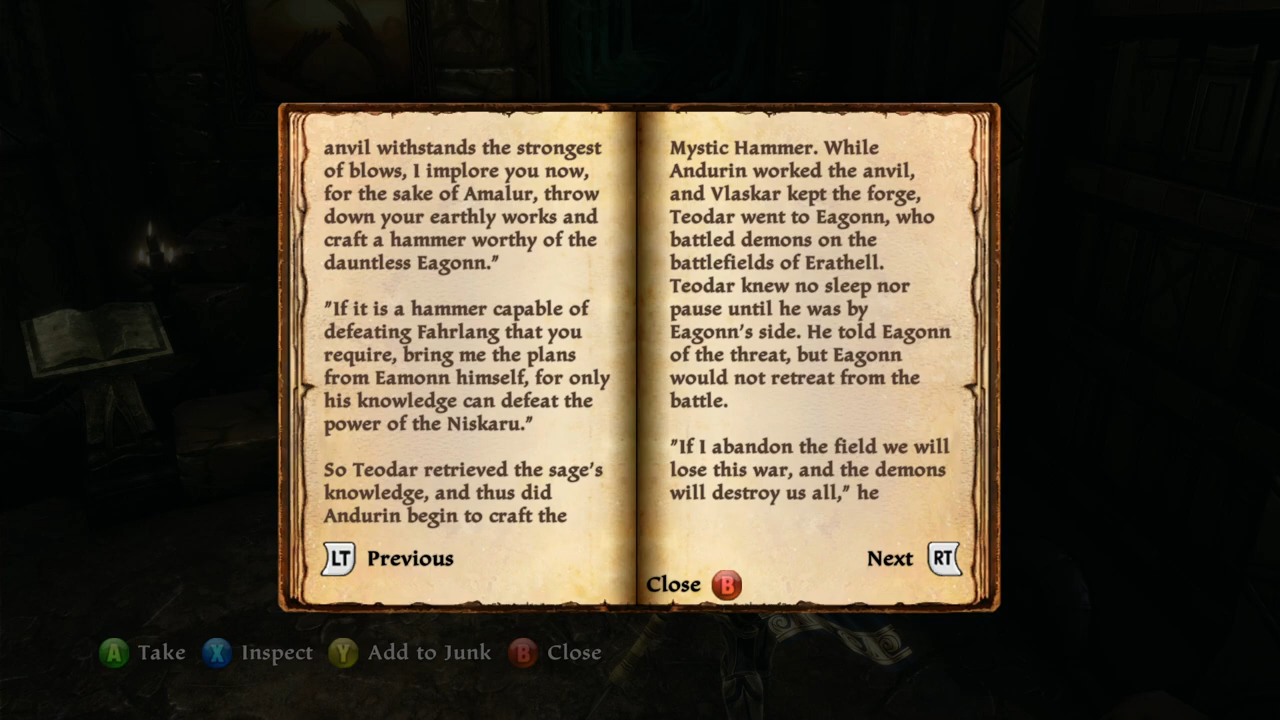 anvil withstands the strongest
of blows, I implore you now,
for the sake of Amalur, throw
down your earthly works and
craft a hammer worthy of the
dauntless Eagonn."
"If it is a hammer capable of
defeating Fahrlang that you
require, bring me the plans
from Eamonn himself, for only
his knowledge can defeat the
power of the Niskaru."
So Teodar retrieved the sage's
knowledge, and thus did
Andurin begin to craft the
LT Previous
Mystic Hammer. While
Andurin worked the anvil,
and Vlaskar kept the forge,
Teodar went to Eagonn, who
battled demons on the
battlefields of Erathell.
Teodar knew no sleep nor
pause until he was by
Eagonn's side. He told Eagonn
of the threat, but Eagonn
would not retreat from the
battle.
"If I abandon the field we will
lose this war, and the demons
will destroy us all," he
Next RT
Close B
A Take X Inspect Y Add to Junk B Close